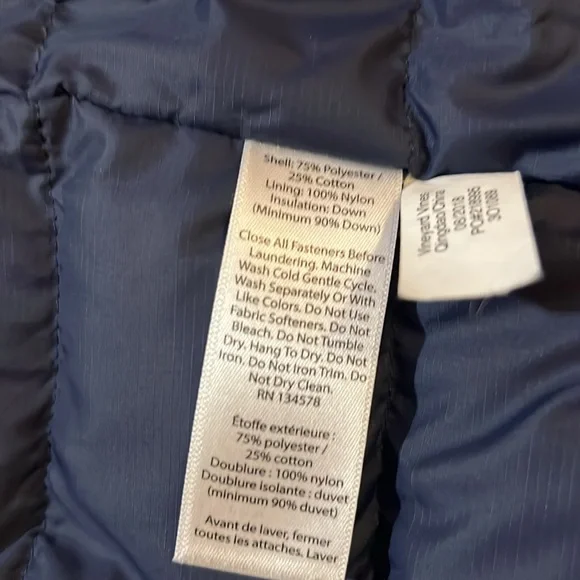 Shell: 75% Polyester /
25% Cotton
Lining: 100% Nylon
Insulation: Down
(Minimum 90% Down)
Close All Fasteners Before
Laundering. Machine
Wash Cold Gentle Cycle.
Wash Separately Or With
Like Colors. Do Not Use
Fabric Softeners. Do Not
Bleach. Do Not Tumble
Dry. Hang To Dry. Do Not
Iron. Do Not Iron Trim. Do
Not Dry Clean.
RN 134578
Étoffe extérieure :
75% polyester /
25% cotton
Doublure : 100% nylon
Doublure isolante : duvet
(minimum 90% duvet)
Avant de laver, fermer
toutes les attaches. Laver
Vineyard Vines
Qingdao/China
08/2018
3O1089